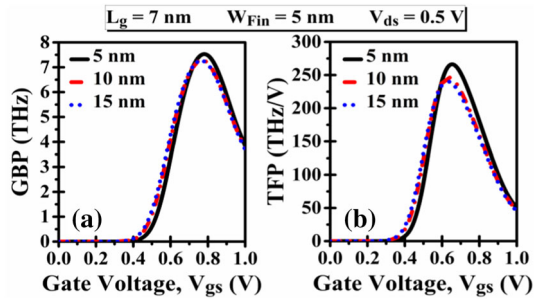 Lg = 7 nm WFin = 5 nm Vds = 0.5 V
GBP (THz)
8
7
6
5
4
3
2
1
0
5 nm
10 nm
15 nm
(a)
0.0 0.2 0.4 0.6 0.8 1.0
Gate Voltage, Vgs (V)
TFP (THz/V)
300
250
200
150
100
50
0
5 nm
10 nm
15 nm
(b)
0.0 0.2 0.4 0.6 0.8 1.0
Gate Voltage, Vgs (V)